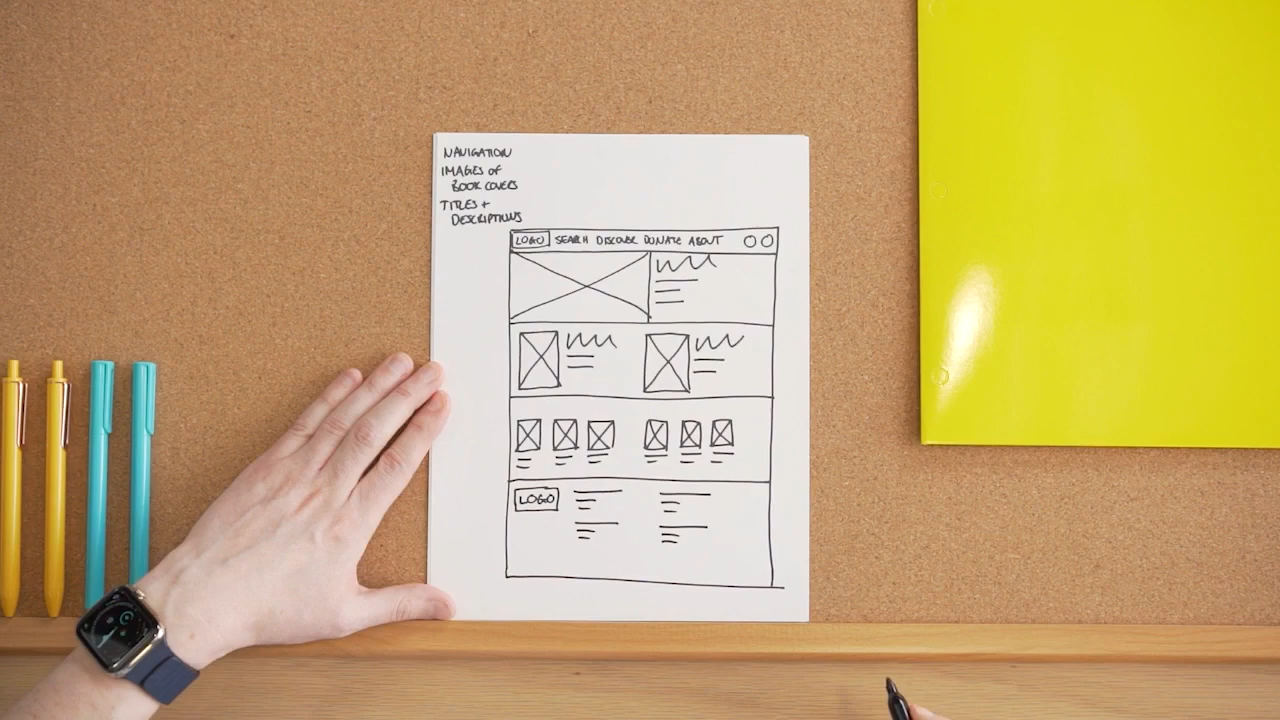 NAVIGATION
IMAGES OF
BOOK COVERS
TITLES +
DESCRIPTIONS
LOGO SEARCH DISCOVER DONATE ABOUT
LOGO